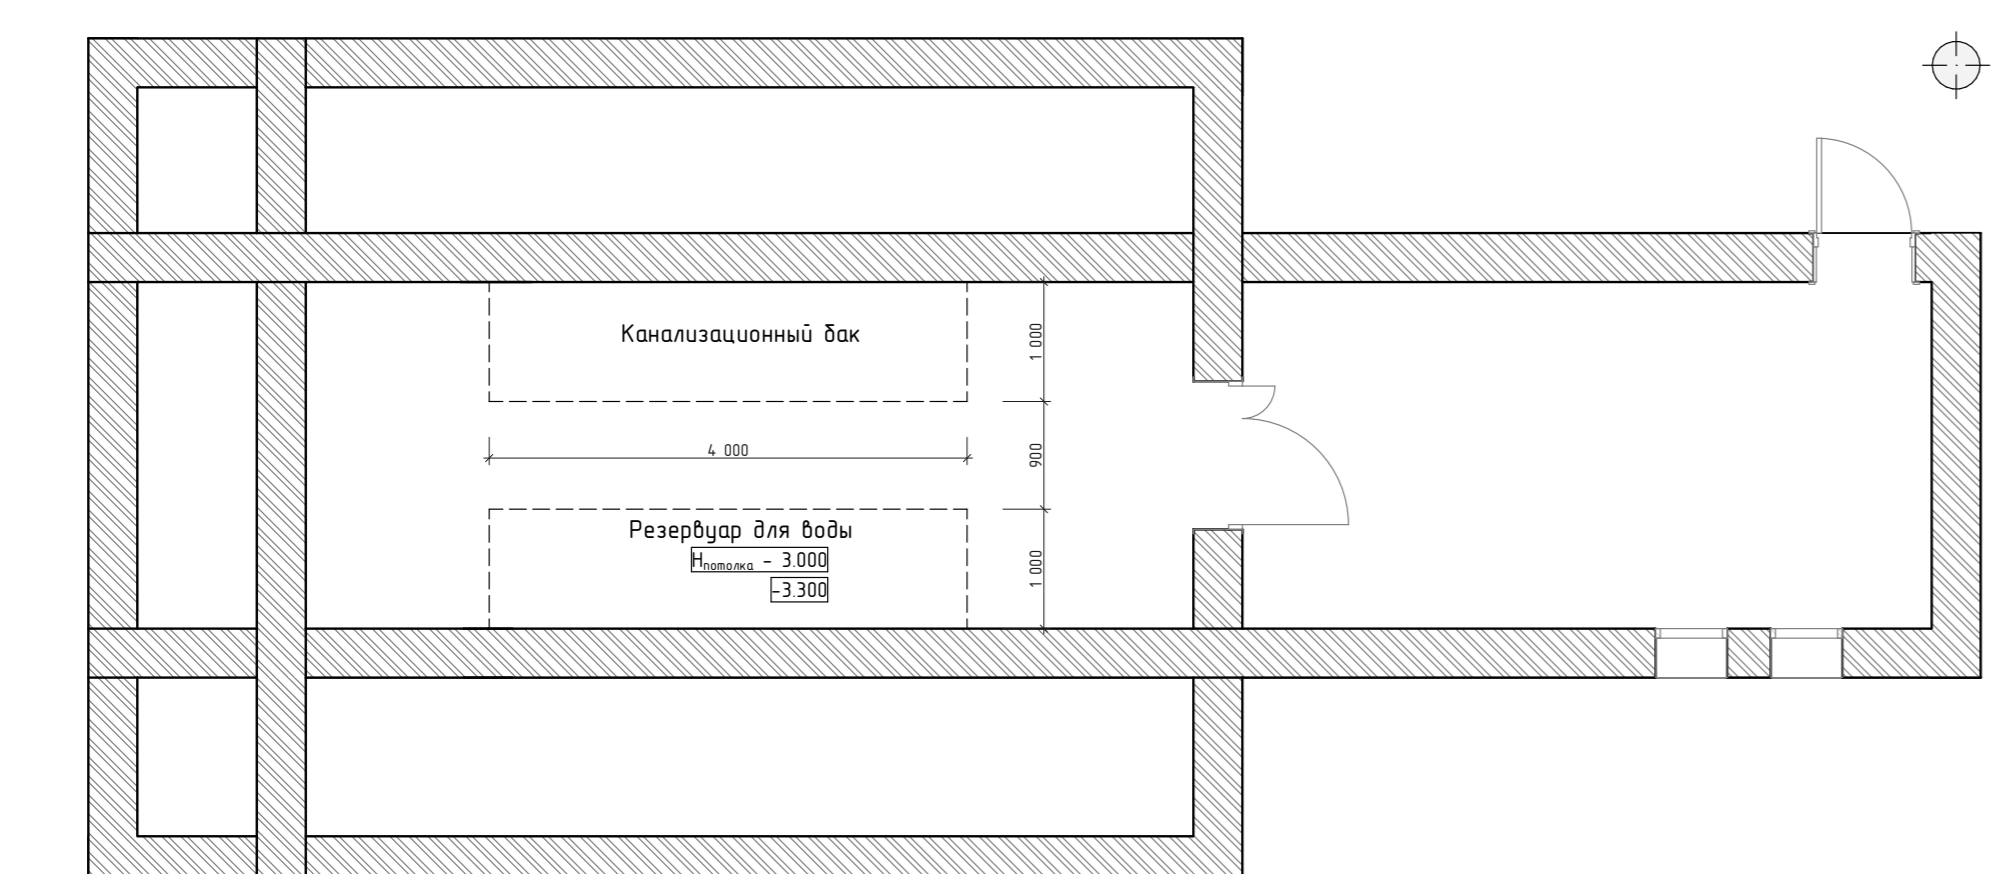 Канализационный бак
1 000
4 000
900
Резервуар для воды
Hпотолка - 3.000
-3.300
1 000